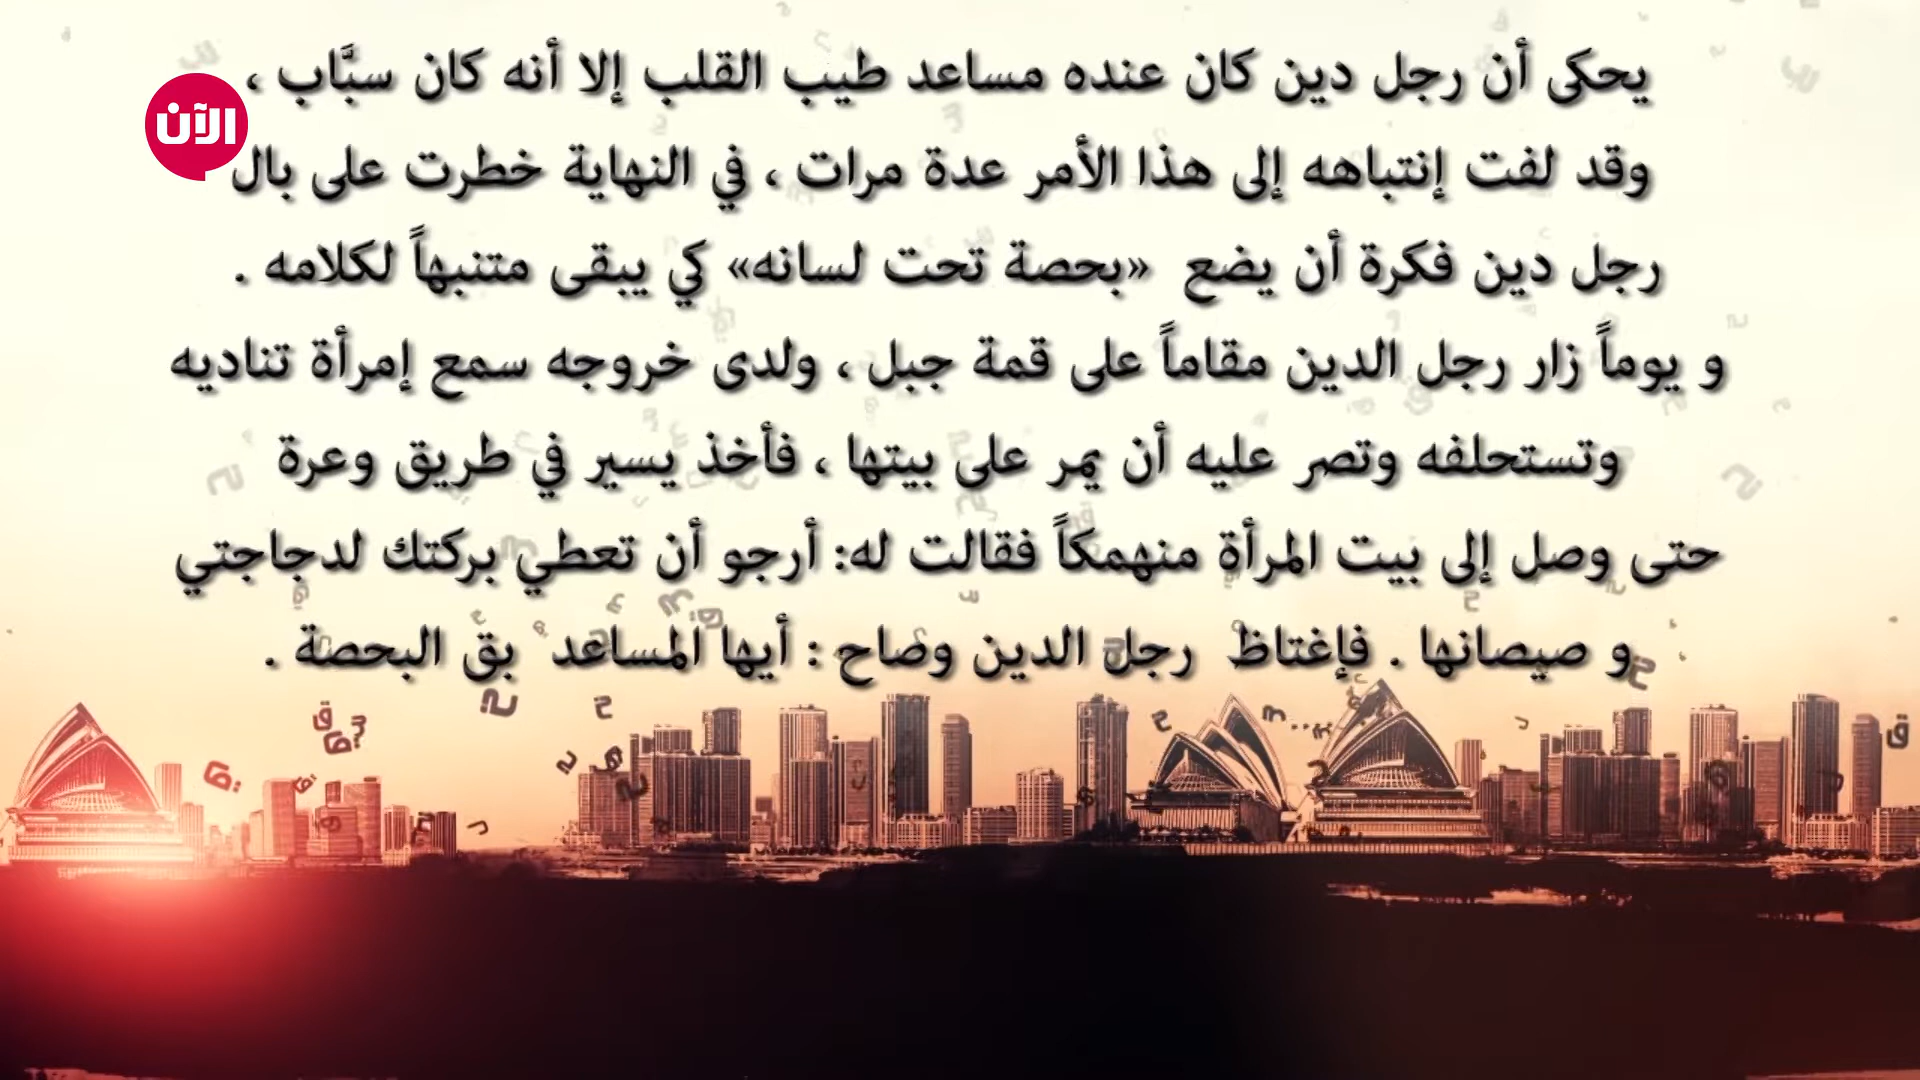 يحكى أن رجل دين كان عنده مساعد طيب القلب إلا أنه كان سبَّاب ،
الآن
وقد لفت إنتباهه إلى هذا الأمر عدة مرات ، في النهاية خطرت على بال
رجل دين فكرة أن يضع «بحصة تحت لسانه» كي يبقى متنبهاً لكلامه .
و يوماً زار رجل الدين مقاماً على قمة جبل ، ولدى خروجه سمع إمرأة تناديه
وتستحلفه وتصر عليه أن يمر على بيتها ، فأخذ يسير في طريق وعرة
حتى وصل إلى بيت المرأة منهمكاً فقالت له: أرجو أن تعطي بركتك لدجاجتي
و صيصانها . فإغتاظ رجل الدين وصاح : أيها المساعد بق البحصة .